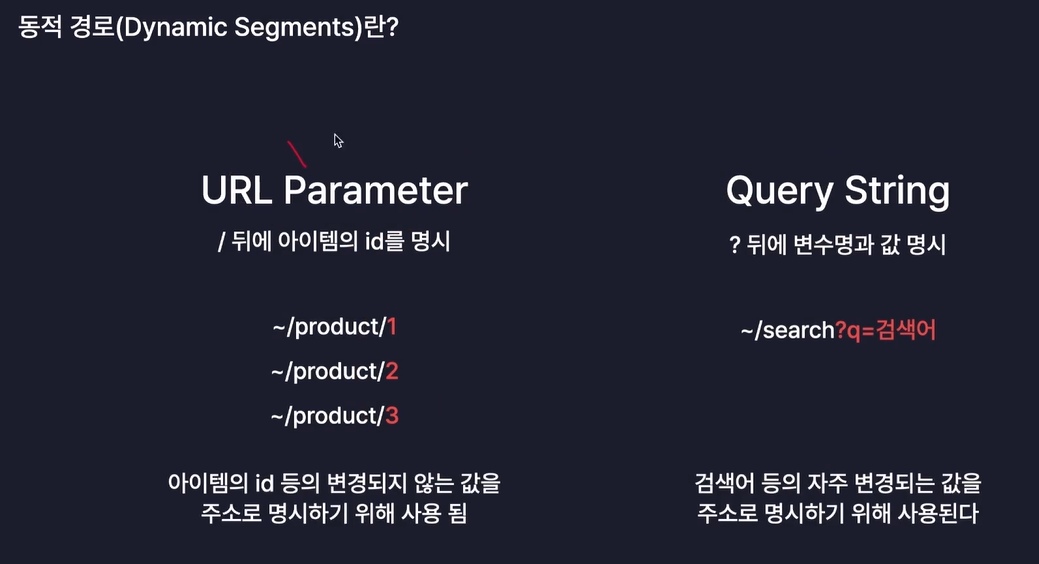 동적 경로(Dynamic Segments)란?
URL Parameter
/ 뒤에 아이템의 id를 명시
~/product/1
~/product/2
~/product/3
아이템의 id 등의 변경되지 않는 값을
주소로 명시하기 위해 사용 됨
Query String
? 뒤에 변수명과 값 명시
~/search?q=검색어
검색어 등의 자주 변경되는 값을
주소로 명시하기 위해 사용된다